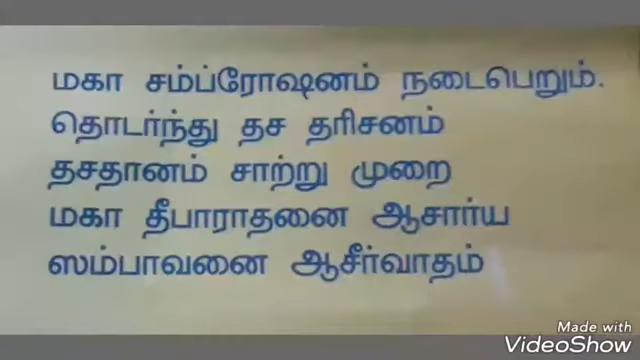 மகா சம்ப்ரோஷனம் நடைபெறும்.
தொடர்ந்து தச தரிசனம்
தசதானம் சாற்று முறை
மகா தீபாராதனை ஆசார்ய
ஸம்பாவனை ஆசீர்வாதம்
Made with
VideoShow